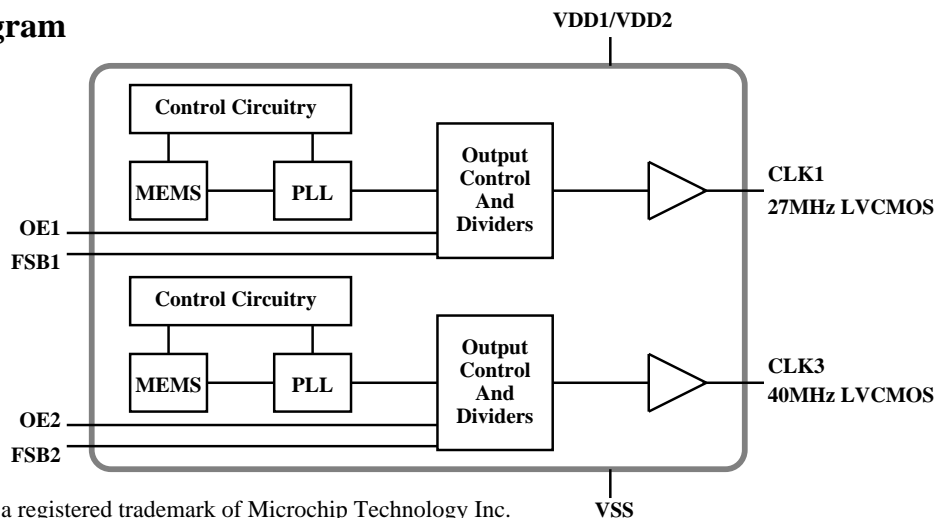 gram
VDD1/VDD2
Control Circuitry
MEMS
PLL
Output
Control
And
Dividers
CLK1
27MHz LVCMOS
OE1
FSB1
Control Circuitry
MEMS
PLL
Output
Control
And
Dividers
CLK3
40MHz LVCMOS
OE2
FSB2
a registered trademark of Microchip Technology Inc.
VSS